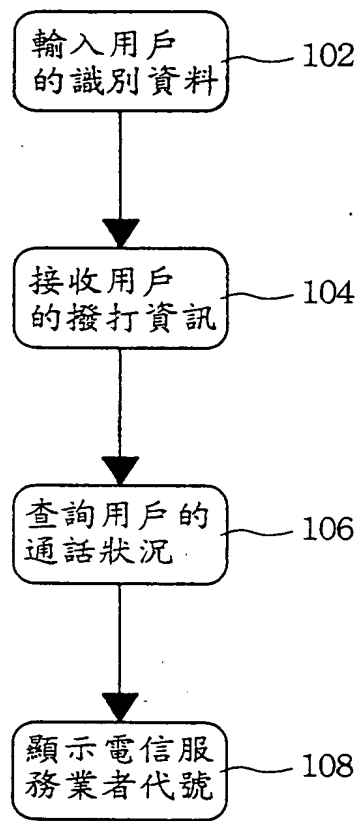 輸入用戶
的識別資料
102
接收用戶
的撥打資訊
104
查詢用戶的
通話狀況
106
顯示電信服
務業者代號
108